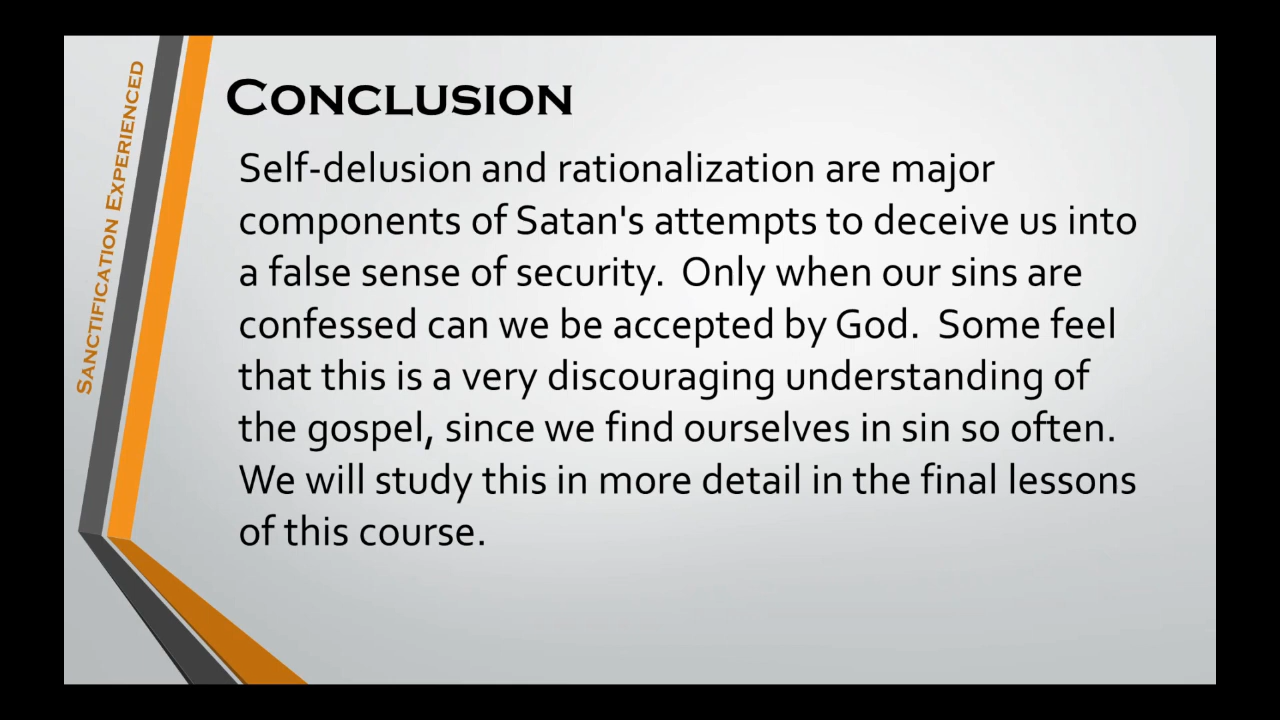 Sanctification Experienced
Conclusion
Self-delusion and rationalization are major
components of Satan's attempts to deceive us into
a false sense of security.  Only when our sins are
confessed can we be accepted by God.  Some feel
that this is a very discouraging understanding of
the gospel, since we find ourselves in sin so often.
We will study this in more detail in the final lessons
of this course.